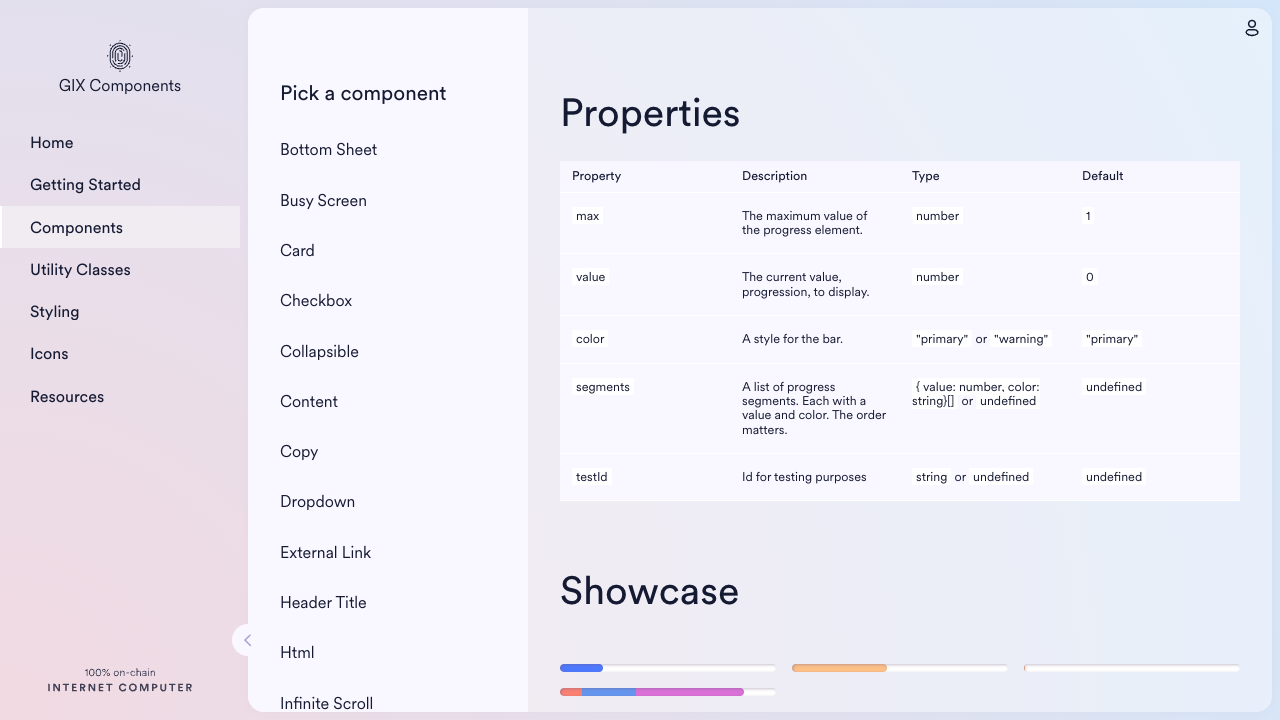 GIX Components
Home
Getting Started
Components
Utility Classes
Styling
Icons
Resources
100% on-chain
INTERNET COMPUTER
Pick a component
Bottom Sheet
Busy Screen
Card
Checkbox
Collapsible
Content
Copy
Dropdown
External Link
Header Title
Html
Infinite Scroll
Properties
Property Description Type Default
max The maximum value of number 1
the progress element.
value The current value, number 0
progression, to display.
color A style for the bar. "primary" or "warning" "primary"
segments A list of progress { value: number, color: undefined
segments. Each with a string}[] or undefined
value and color. The order
matters.
testId Id for testing purposes string or undefined undefined
Showcase